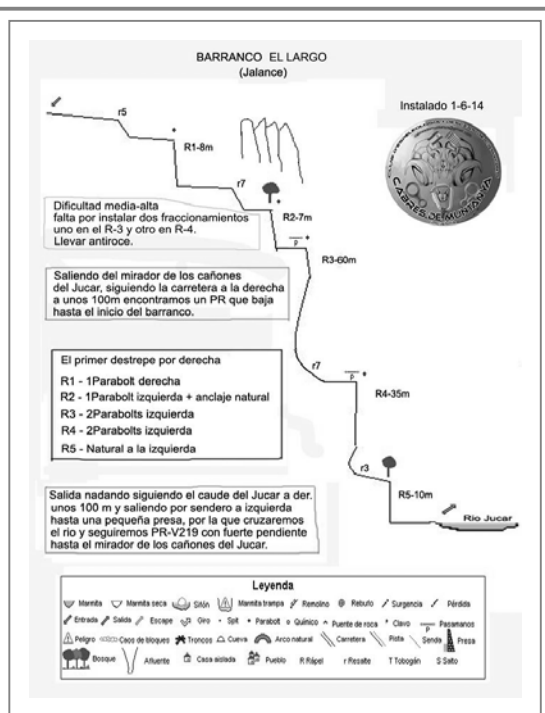 BARRANCO EL LARGO
(Jalance)
Instalado 1-6-14
CABRES DE MUNTANYA
r5
R1-8m
r7
R2-7m
P
R3-60m
Dificultad media-alta
falta por instalar dos fraccionamientos
uno en el R-3 y otro en R-4.
Llevar antiroce.
Saliendo del mirador de los cañones
del Jucar, siguiendo la carretera a la derecha
a unos 100m encontramos un PR que baja
hasta el inicio del barranco.
r7
P
R4-35m
El primer destrepe por derecha
R1 - 1Parabolt derecha
R2 - 1Parabolt izquierda + anclaje natural
R3 - 2Parabolts izquierda
R4 - 2Parabolts izquierda
R5 - Natural a la izquierda
r3
R5-10m
Rio Jucar
Salida nadando siguiendo el caude del Jucar a der.
unos 100 m y saliendo por sendero a izquierda
hasta una pequeña presa, por la que cruzaremos
el rio y seguiremos PR-V219 con fuerte pendiente
hasta el mirador de los cañones del Jucar.
Leyenda
Marmita Marmita seca Sifón Marmita trampa Remolino Rebufo Surgencia Pérdida
Entrada Salida Escape Giro Spit Parabolt Químico Puente de roca Clavo P Pasamanos
Peligro Caos de bloques Troncos Cueva Arco natural Carretera Pista Senda Presa
Bosque Afluente Casa aislada Pueblo R Rápel r Resalte T Tobogán S Salto